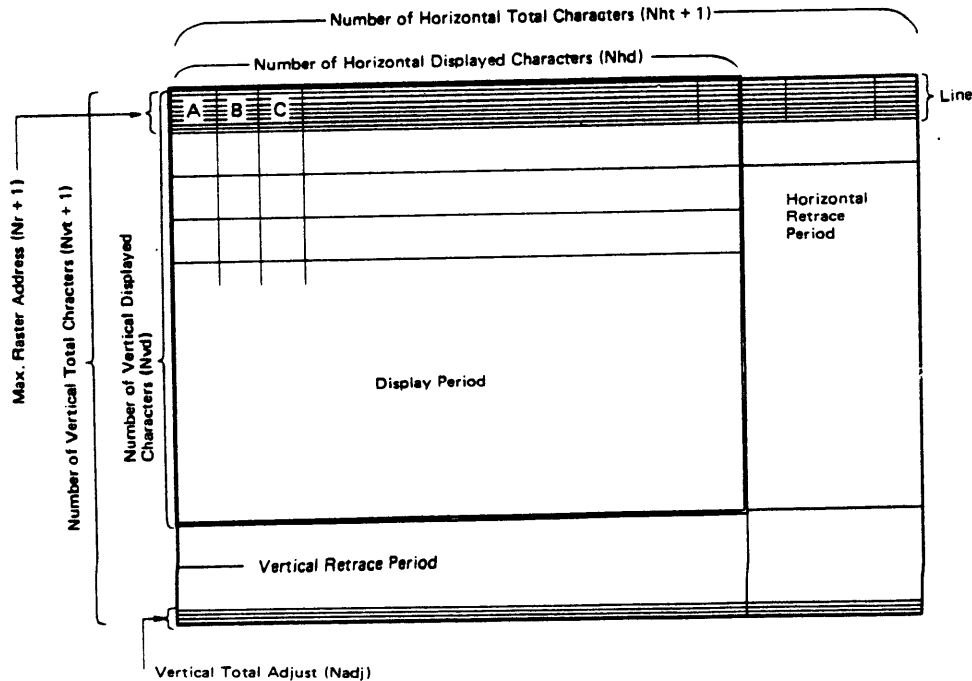 Number of Horizontal Total Characters (Nht + 1)
Number of Horizontal Displayed Characters (Nhd)
A B C
Line
Max. Raster Address (Nr + 1)
Number of Vertical Total Chracters (Nvt + 1)
Number of Vertical Displayed
Characters (Nvd)
Horizontal
Retrace
Period
Display Period
Vertical Retrace Period
Vertical Total Adjust (Nadj)